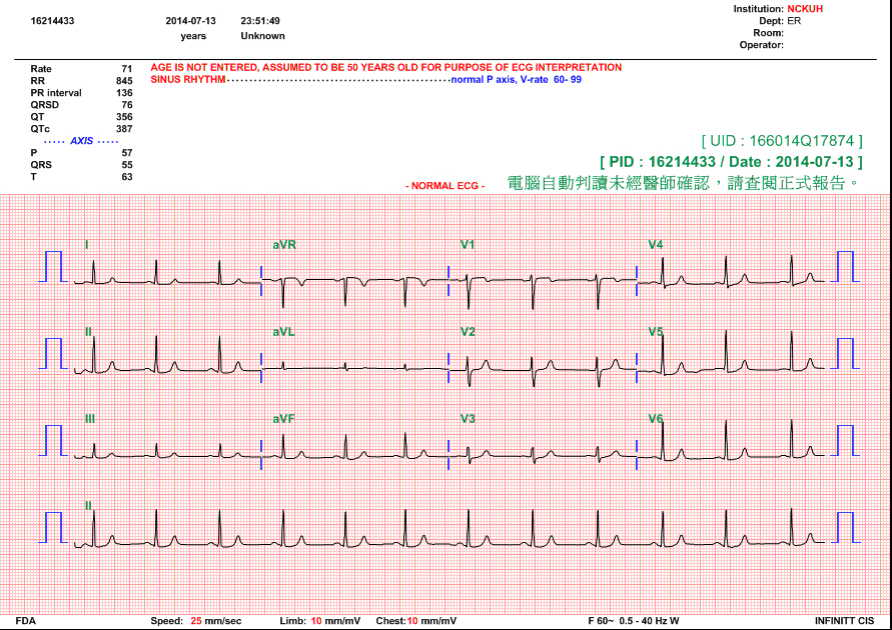 Institution: NCKUH
16214433 2014-07-13 23:51:49 Dept: ER
years Unknown Room:
Operator:
Rate 71 AGE IS NOT ENTERED, ASSUMED TO BE 50 YEARS OLD FOR PURPOSE OF ECG INTERPRETATION
RR 845 SINUS RHYTHM------------------------------------------------normal P axis, V-rate 60- 99
PR interval 136
QRSD 76
QT 356
QTc 387
----- AXIS -----
P 57
QRS 55
T 63
[ UID : 166014Q17874 ]
[ PID : 16214433 / Date : 2014-07-13 ]
- NORMAL ECG - 電腦自動判讀未經醫師確認，請查閱正式報告。
I aVR V1 V4
II aVL V2 V5
III aVF V3 V6
II
FDA Speed: 25 mm/sec Limb: 10 mm/mV Chest:10 mm/mV F 60~ 0.5 - 40 Hz W INFINITT CIS